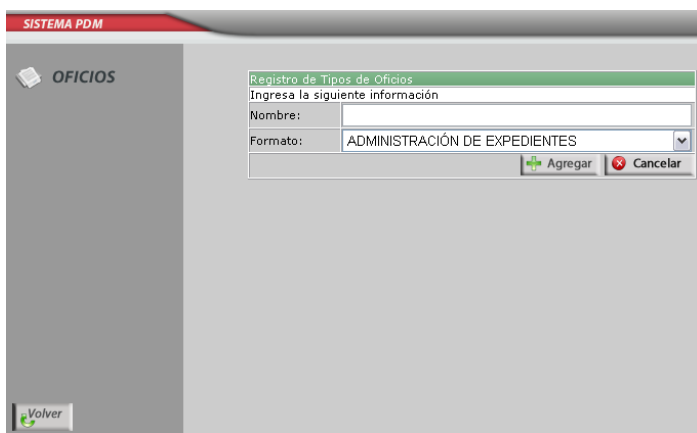 SISTEMA PDM
OFICIOS
Registro de Tipos de Oficios
Ingresa la siguiente información
Nombre:
Formato: ADMINISTRACIÓN DE EXPEDIENTES
Agregar Cancelar
Volver